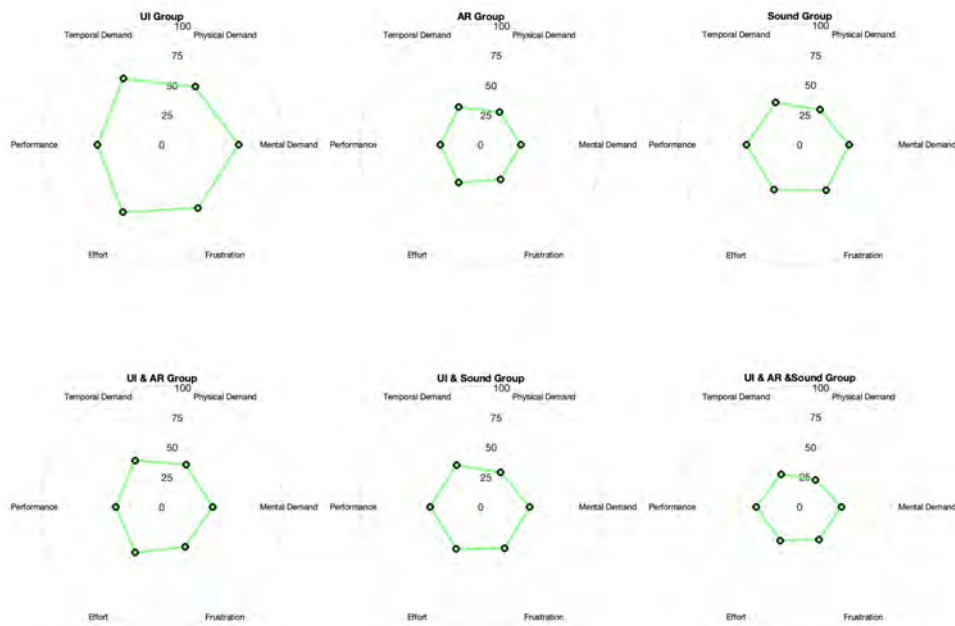 UI Group
100
Temporal Demand
Physical Demand
75
50
25
Performance
0
Mental Demand
Effort
Frustration
AR Group
100
Temporal Demand
Physical Demand
75
50
25
Performance
0
Mental Demand
Effort
Frustration
Sound Group
100
Temporal Demand
Physical Demand
75
50
25
Performance
0
Mental Demand
Effort
Frustration
UI & AR Group
100
Temporal Demand
Physical Demand
75
50
25
Performance
0
Mental Demand
Effort
Frustration
UI & Sound Group
100
Temporal Demand
Physical Demand
75
50
25
Performance
0
Mental Demand
Effort
Frustration
UI & AR &Sound Group
100
Temporal Demand
Physical Demand
75
50
25
Performance
0
Mental Demand
Effort
Frustration